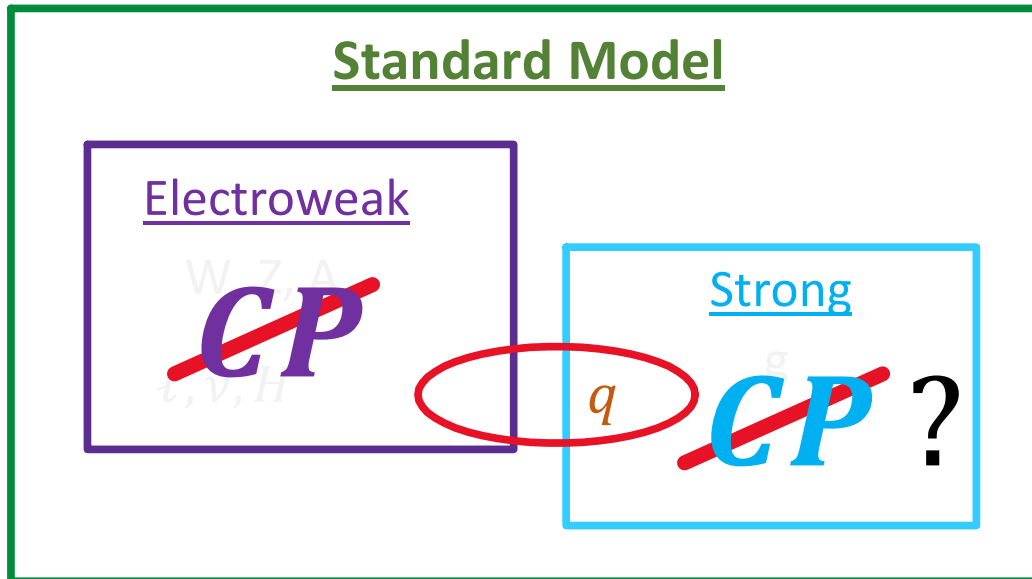 Standard Model
Electroweak
W, Z, A
CP
ℓ, ν, H
Strong
g
q
CP ?